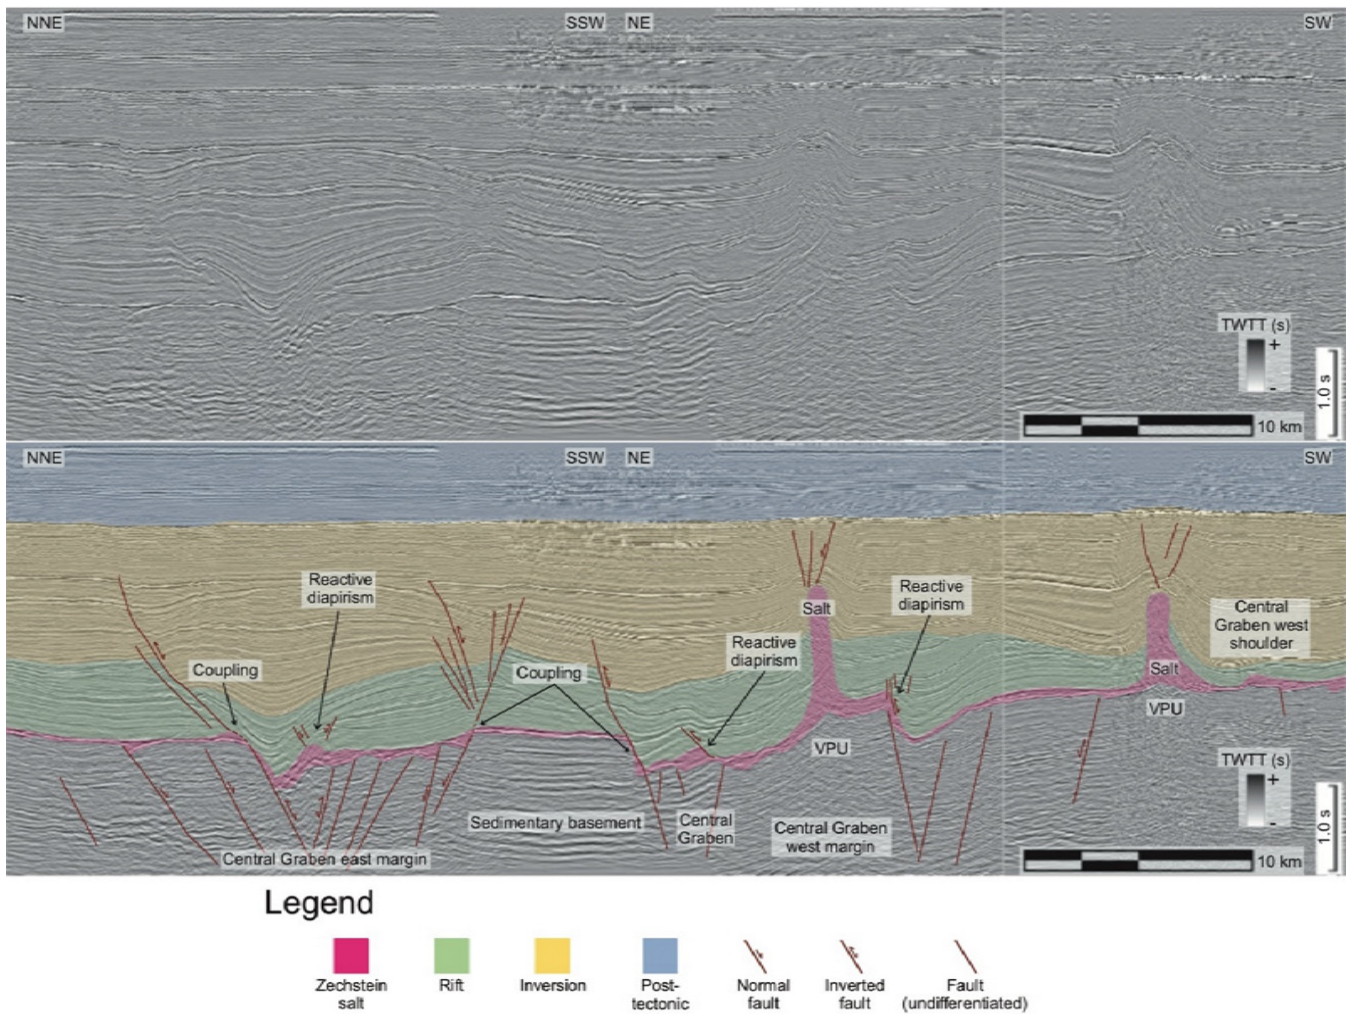 NNE
SSW
NE
SW
TWTT (s)
+
-
1.0 s
10 km
NNE
SSW
NE
SW
Reactive
diapirism
Reactive
diapirism
Salt
Central
Graben west
shoulder
Coupling
Coupling
Reactive
diapirism
Salt
VPU
VPU
TWTT (s)
+
-
Sedimentary basement
Central
Graben
Central Graben
west margin
Central Graben east margin
1.0 s
10 km
Legend
Zechstein
salt
Rift
Inversion
Post-
tectonic
Normal
fault
Inverted
fault
Fault
(undifferentiated)